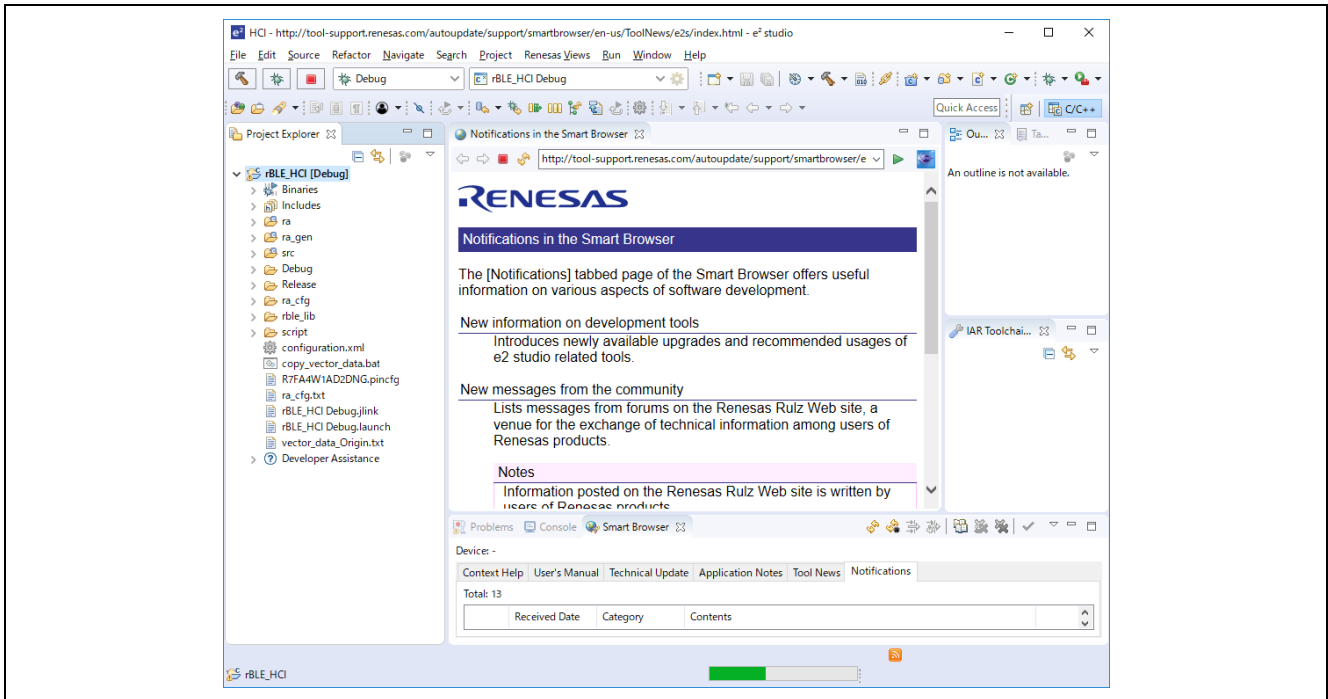 HCI - http://tool-support.renesas.com/autoupdate/support/smartbrowser/en-us/ToolNews/e2s/index.html - e² studio
File Edit Source Refactor Navigate Search Project Renesas Views Run Window Help
Debug
rBLE_HCI Debug
Quick Access
C/C++
Project Explorer
rBLE_HCI [Debug]
Binaries
Includes
ra
ra_gen
src
Debug
Release
ra_cfg
rble_lib
script
configuration.xml
copy_vector_data.bat
R7FA4W1AD2DNG.pincfg
ra_cfg.txt
rBLE_HCI Debug.jlink
rBLE_HCI Debug.launch
vector_data_Origin.txt
Developer Assistance
Notifications in the Smart Browser
http://tool-support.renesas.com/autoupdate/support/smartbrowser/e
RENESAS
Notifications in the Smart Browser
The [Notifications] tabbed page of the Smart Browser offers useful
information on various aspects of software development.
New information on development tools
Introduces newly available upgrades and recommended usages of
e2 studio related tools.
New messages from the community
Lists messages from forums on the Renesas Rulz Web site, a
venue for the exchange of technical information among users of
Renesas products.
Notes
Information posted on the Renesas Rulz Web site is written by
users of Renesas products
Ou...
Ta...
An outline is not available.
IAR Toolchai...
Problems Console Smart Browser
Device: -
Context Help User's Manual Technical Update Application Notes Tool News Notifications
Total: 13
Received Date Category Contents
rBLE_HCI